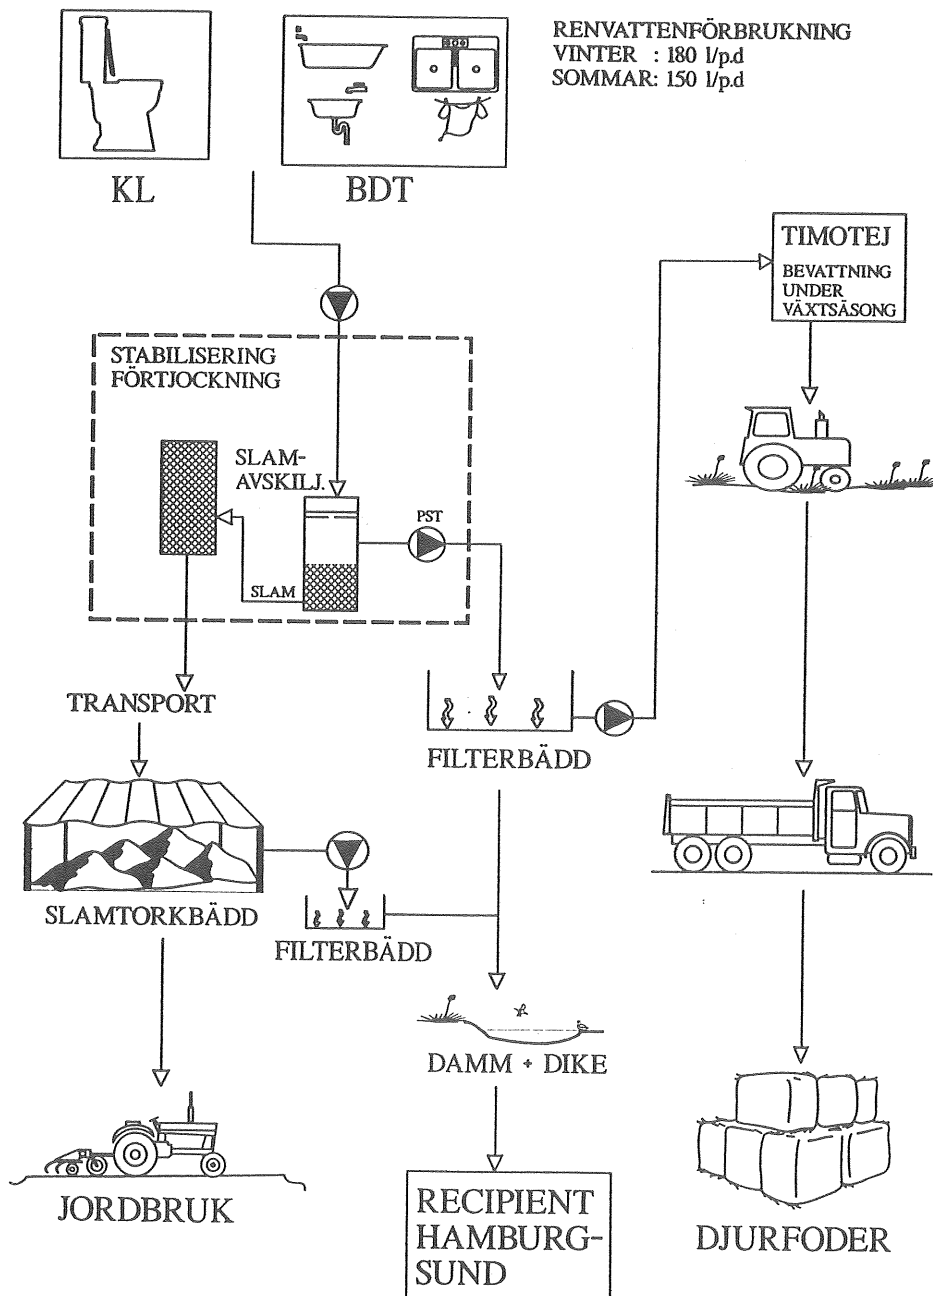 RENVATTENFÖRBRUKNING
VINTER : 180 l/p.d
SOMMAR: 150 l/p.d
KL
BDT
TIMOTEJ
BEVATTNING
UNDER
VÄXTSÄSONG
STABILISERING
FÖRTJOCKNING
SLAM-
AVSKILJ.
PST
SLAM
TRANSPORT
FILTERBÄDD
SLAMTORKBÄDD
FILTERBÄDD
DAMM + DIKE
JORDBRUK
RECIPIENT
HAMBURG-
SUND
DJURFODER